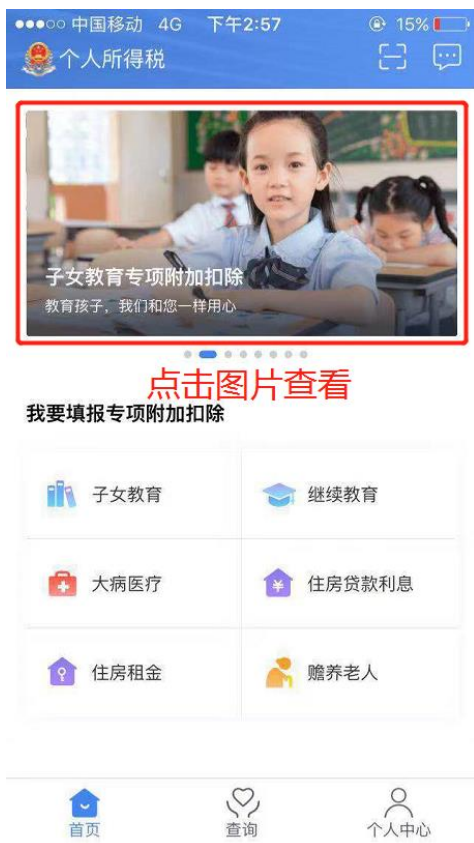 中国移动 4G 下午2:57 15%
个人所得税
子女教育专项附加扣除
教育孩子，我们和您一样用心
点击图片查看
我要填报专项附加扣除
子女教育 继续教育
大病医疗 住房贷款利息
住房租金 赡养老人
首页 查询 个人中心